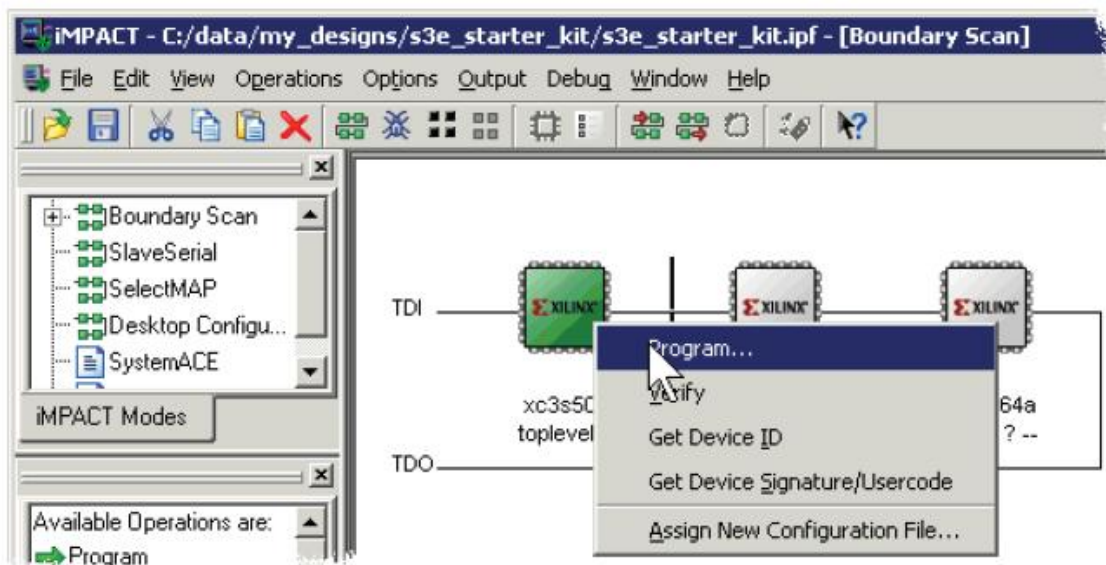 iMPACT - C:/data/my_designs/s3e_starter_kit/s3e_starter_kit.ipf - [Boundary Scan]
File Edit View Operations Options Output Debug Window Help
Boundary Scan
SlaveSerial
SelectMAP
Desktop Configu...
SystemACE
iMPACT Modes
Available Operations are:
Program
TDI
XILINX XILINX XILINX
xc3s50
toplevel
64a
? --
TDO
Program...
Verify
Get Device ID
Get Device Signature/Usercode
Assign New Configuration File...